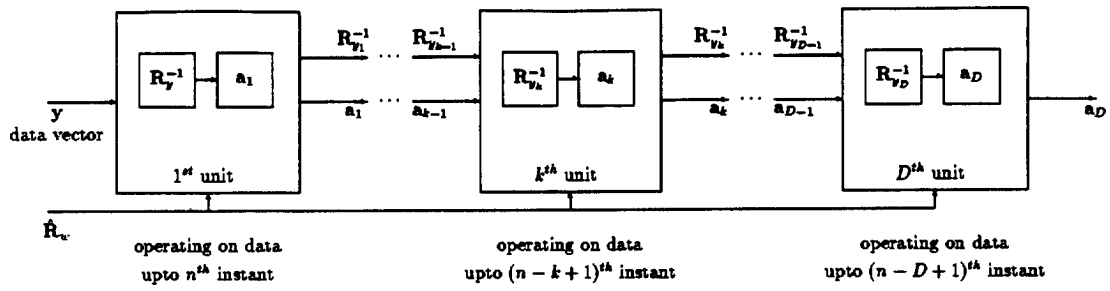 R_{y_1}^{-1} ··· R_{y_{k-1}}^{-1} R_{y_k}^{-1} ··· R_{y_{D-1}}^{-1}
R_y^{-1} a_1 R_{y_k}^{-1} a_k R_{y_D}^{-1} a_D
y
data vector
a_1 ··· a_{k-1} a_k ··· a_{D-1} a_D
1^{st} unit k^{th} unit D^{th} unit
R̂_w
operating on data
upto n^{th} instant
operating on data
upto (n - k + 1)^{th} instant
operating on data
upto (n - D + 1)^{th} instant